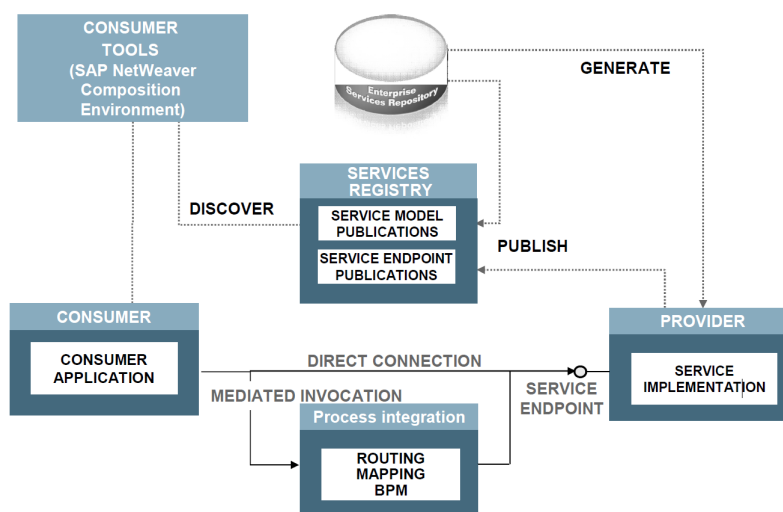 CONSUMER
TOOLS
(SAP NetWeaver
Composition
Environment)
Enterprise
Services Repository
GENERATE
SERVICES
REGISTRY
SERVICE MODEL
PUBLICATIONS
SERVICE ENDPOINT
PUBLICATIONS
DISCOVER
PUBLISH
CONSUMER
CONSUMER
APPLICATION
PROVIDER
SERVICE
IMPLEMENTATION
DIRECT CONNECTION
MEDIATED INVOCATION
SERVICE
ENDPOINT
Process integration
ROUTING
MAPPING
BPM